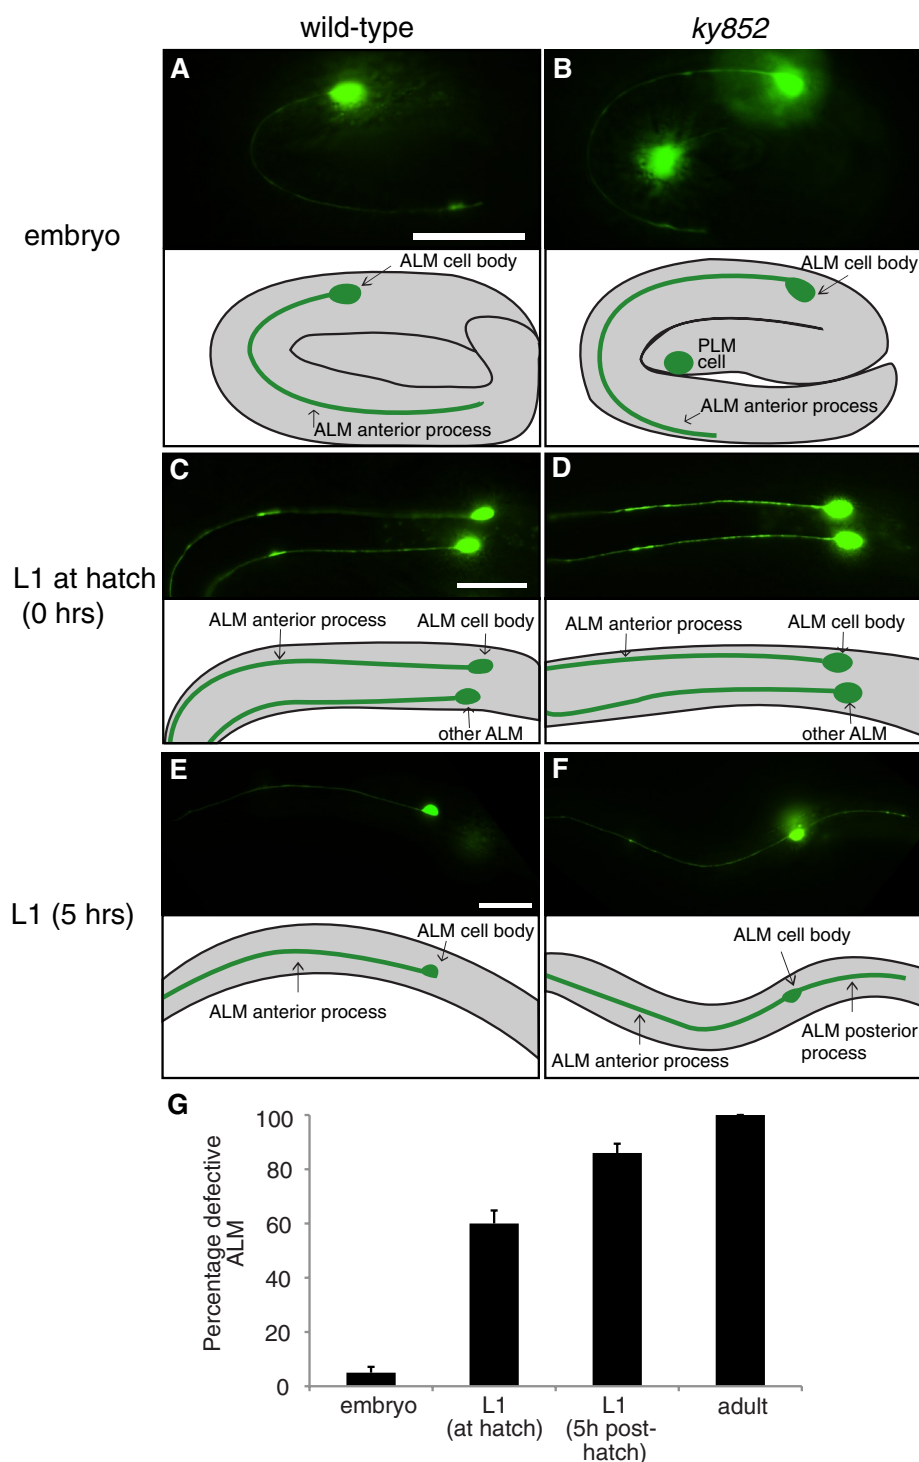 wild-type
ky852
A
B
embryo
ALM cell body
ALM anterior process
ALM cell body
PLM
cell
ALM anterior process
C
D
L1 at hatch
(0 hrs)
ALM anterior process
ALM cell body
other ALM
ALM anterior process
ALM cell body
other ALM
E
F
L1 (5 hrs)
ALM cell body
ALM anterior process
ALM cell body
ALM anterior process
ALM posterior
process
G
Percentage defective
ALM
100
80
60
40
20
0
embryo
L1
(at hatch)
L1
(5h post-
hatch)
adult